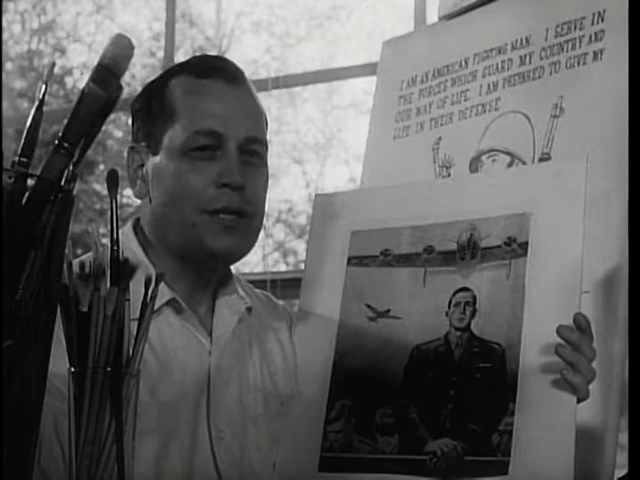 I AM AN AMERICAN FIGHTING MAN. I SERVE IN
THE FORCES WHICH GUARD MY COUNTRY AND
OUR WAY OF LIFE. I AM PREPARED TO GIVE MY
LIFE IN THEIR DEFENSE